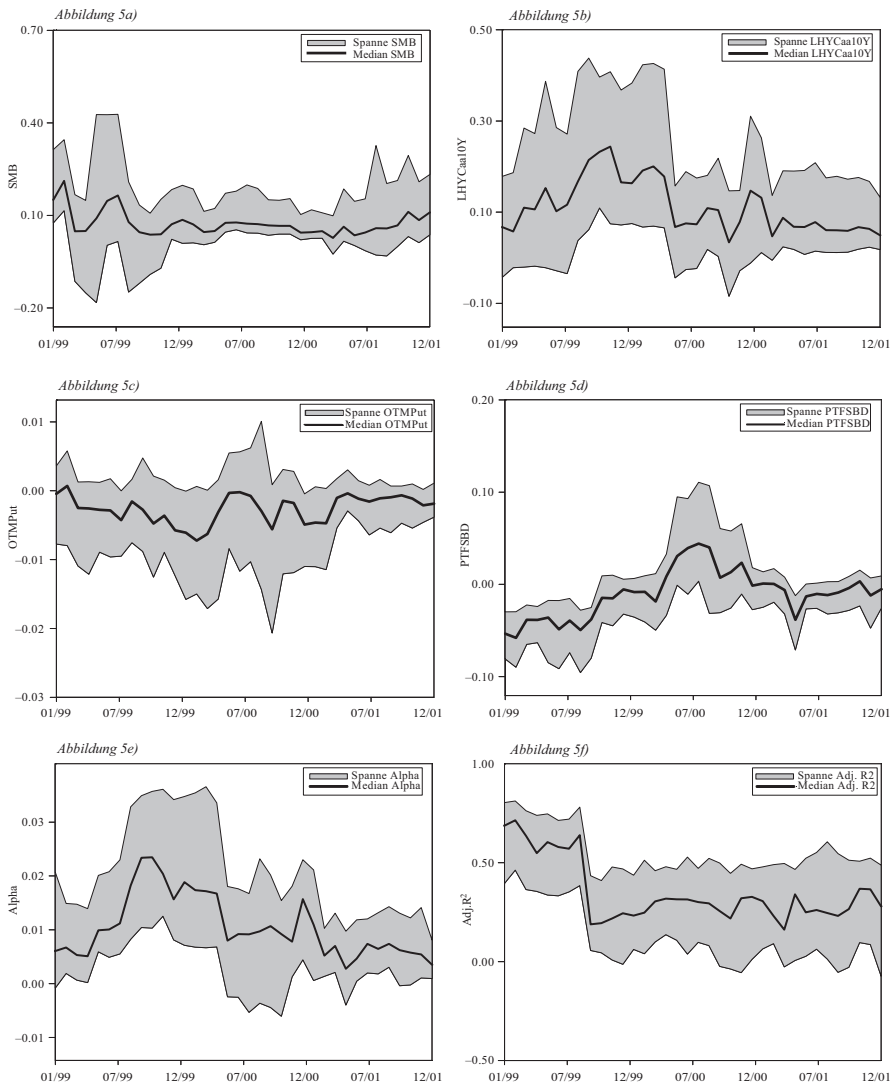 Abbildung 5a)
0.70
0.40
0.10
–0.20
SMB
Spanne SMB
Median SMB
01/99 07/99 12/99 07/00 12/00 07/01 12/01
Abbildung 5b)
0.50
0.30
0.10
–0.10
LHYCaa10Y
Spanne LHYCaa10Y
Median LHYCaa10Y
01/99 07/99 12/99 07/00 12/00 07/01 12/01
Abbildung 5c)
0.01
0.00
–0.01
–0.02
–0.03
OTMPut
Spanne OTMPut
Median OTMPut
01/99 07/99 12/99 07/00 12/00 07/01 12/01
Abbildung 5d)
0.20
0.10
0.00
–0.10
PTFSBD
Spanne PTFSBD
Median PTFSBD
01/99 07/99 12/99 07/00 12/00 07/01 12/01
Abbildung 5e)
0.03
0.02
0.01
0.00
–0.01
Alpha
Spanne Alpha
Median Alpha
01/99 07/99 12/99 07/00 12/00 07/01 12/01
Abbildung 5f)
1.00
0.50
0.00
–0.50
Adj.R²
Spanne Adj. R2
Median Adj. R2
01/99 07/99 12/99 07/00 12/00 07/01 12/01